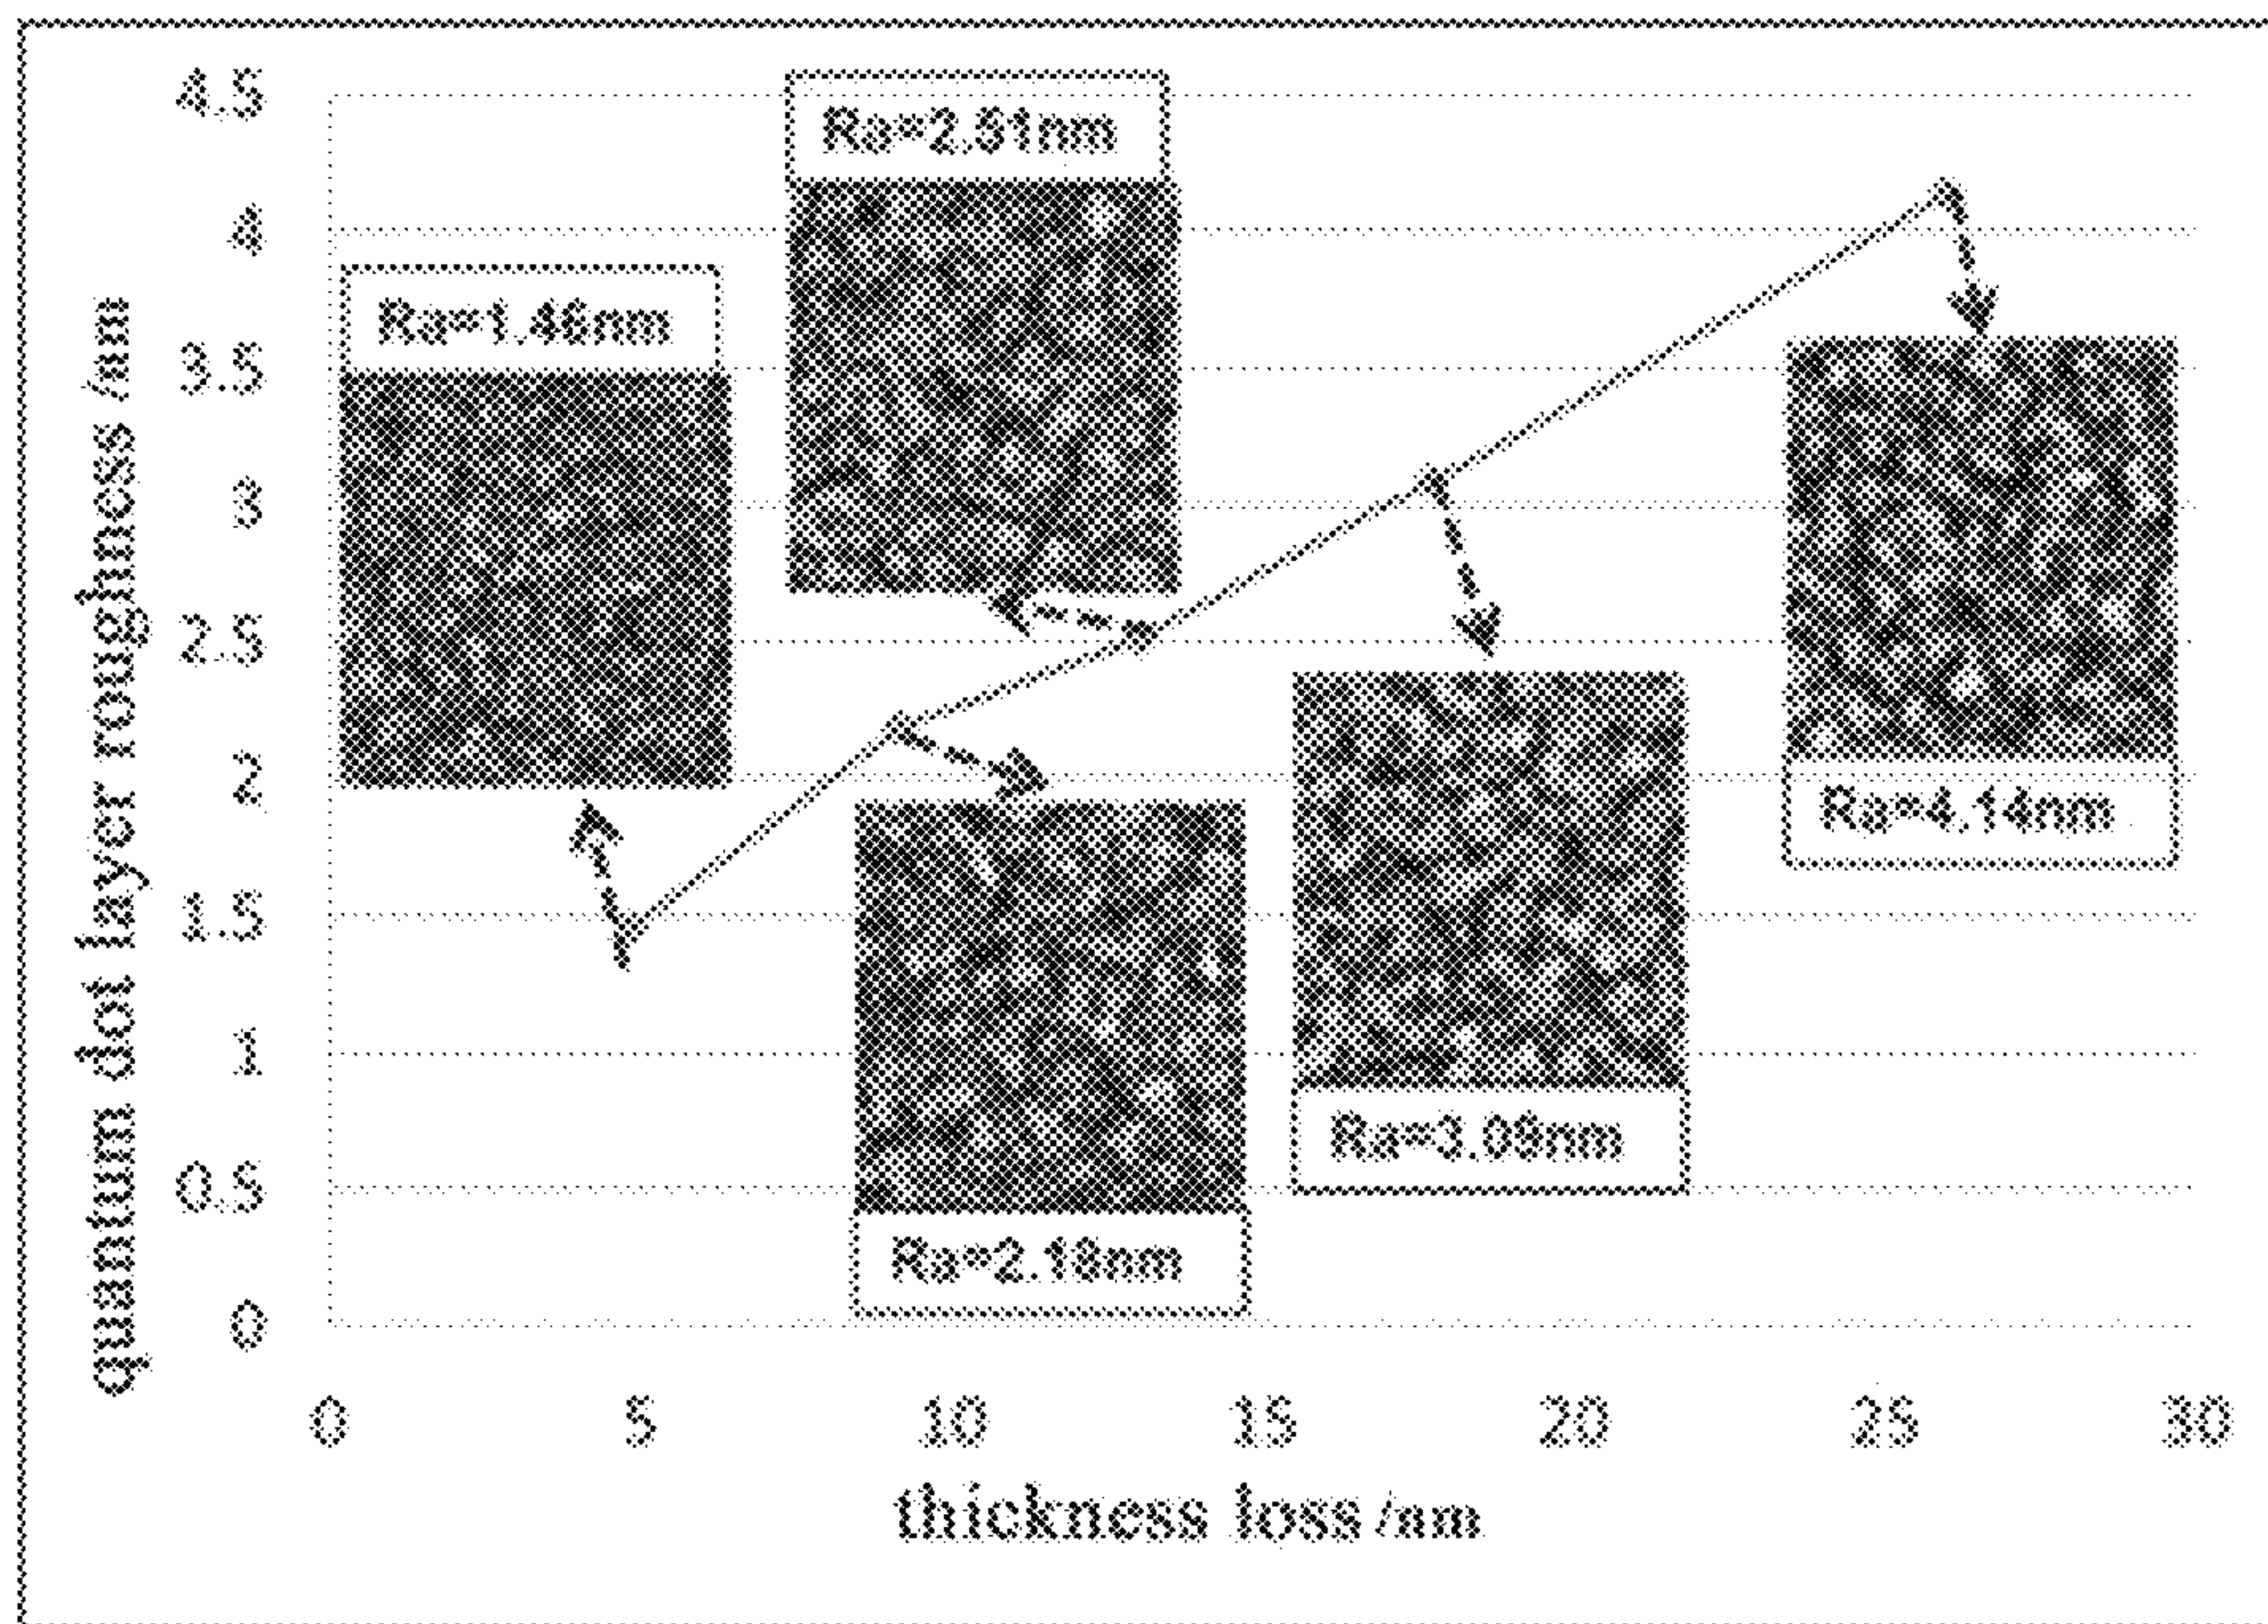 4.5
Ra=2.51nm
4
Ra=1.46nm
3.5
3
2.5
2
1.5
1
0.5
0
quantum dot layer roughness /nm
Ra=4.14nm
Ra=3.09nm
Ra=2.18nm
0 5 10 15 20 25 30
thickness loss /nm